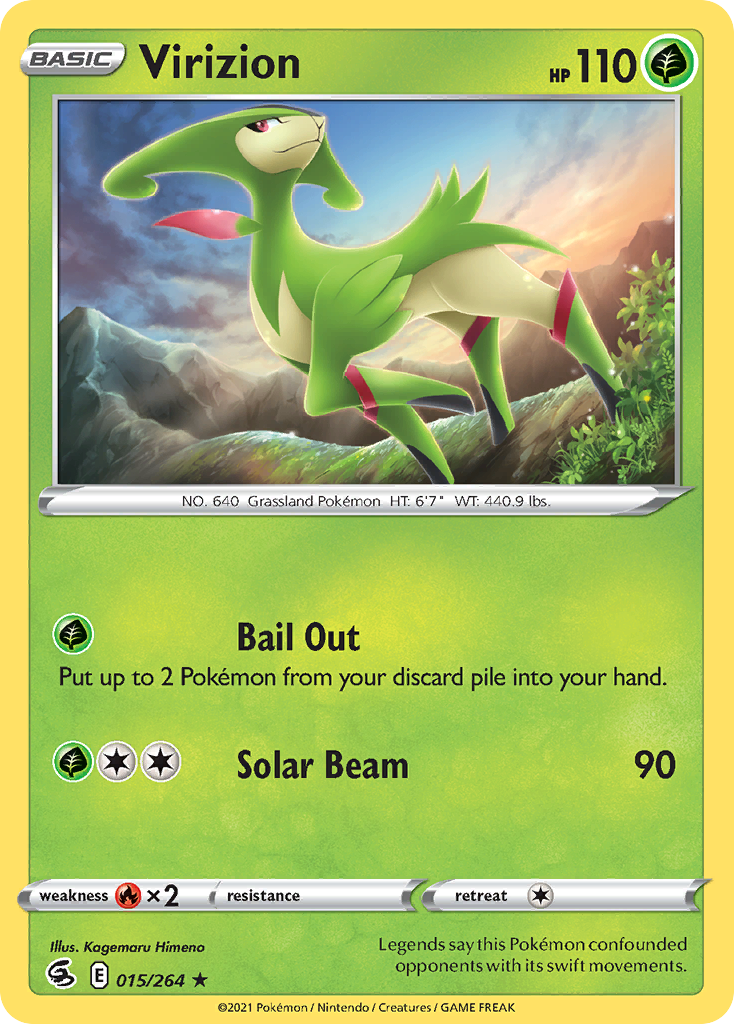 BASIC Virizion HP 110
NO. 640 Grassland Pokémon HT: 6'7" WT: 440.9 lbs.
Bail Out
Put up to 2 Pokémon from your discard pile into your hand.
Solar Beam 90
weakness ×2 resistance retreat
Illus. Kagemaru Himeno
Legends say this Pokémon confounded
opponents with its swift movements.
E 015/264 ★
©2021 Pokémon / Nintendo / Creatures / GAME FREAK